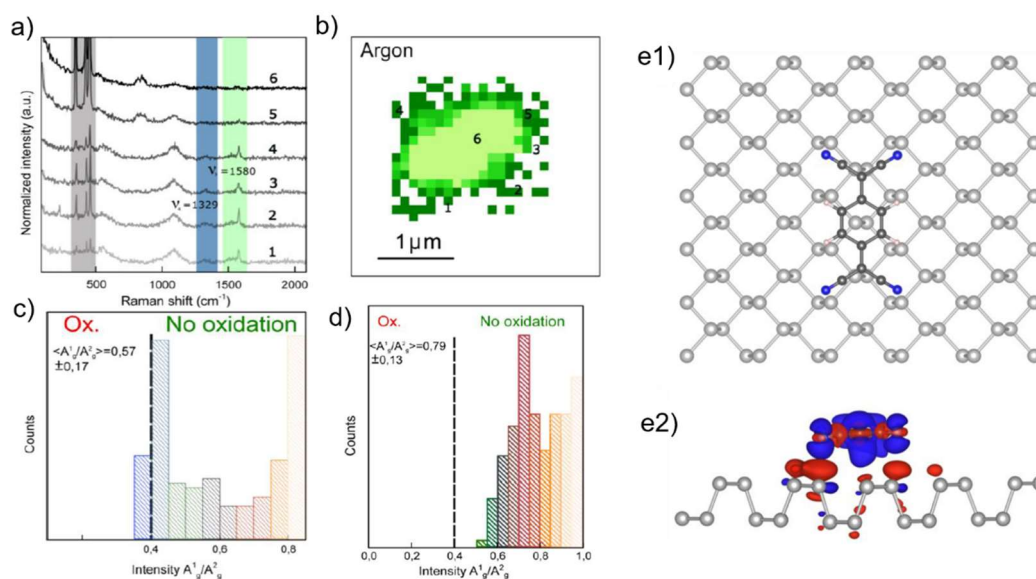 a)
Normalized intensity (a.u.)
6
5
4
3
2
1
ν =1580
νₛ =1329
500
1000
1500
2000
Raman shift (cm⁻¹)
b)
Argon
4
5
6
3
2
1
1 µm
c)
Ox.
No oxidation
<A¹g/A²g>=0,57
±0,17
Counts
0,4
0,6
0,8
Intensity A¹g/A²g
d)
Ox.
No oxidation
<A¹g/A²g>=0,79
±0,13
Counts
0,0
0,2
0,4
0,6
0,8
1,0
Intensity A¹g/A²g
e1)
e2)